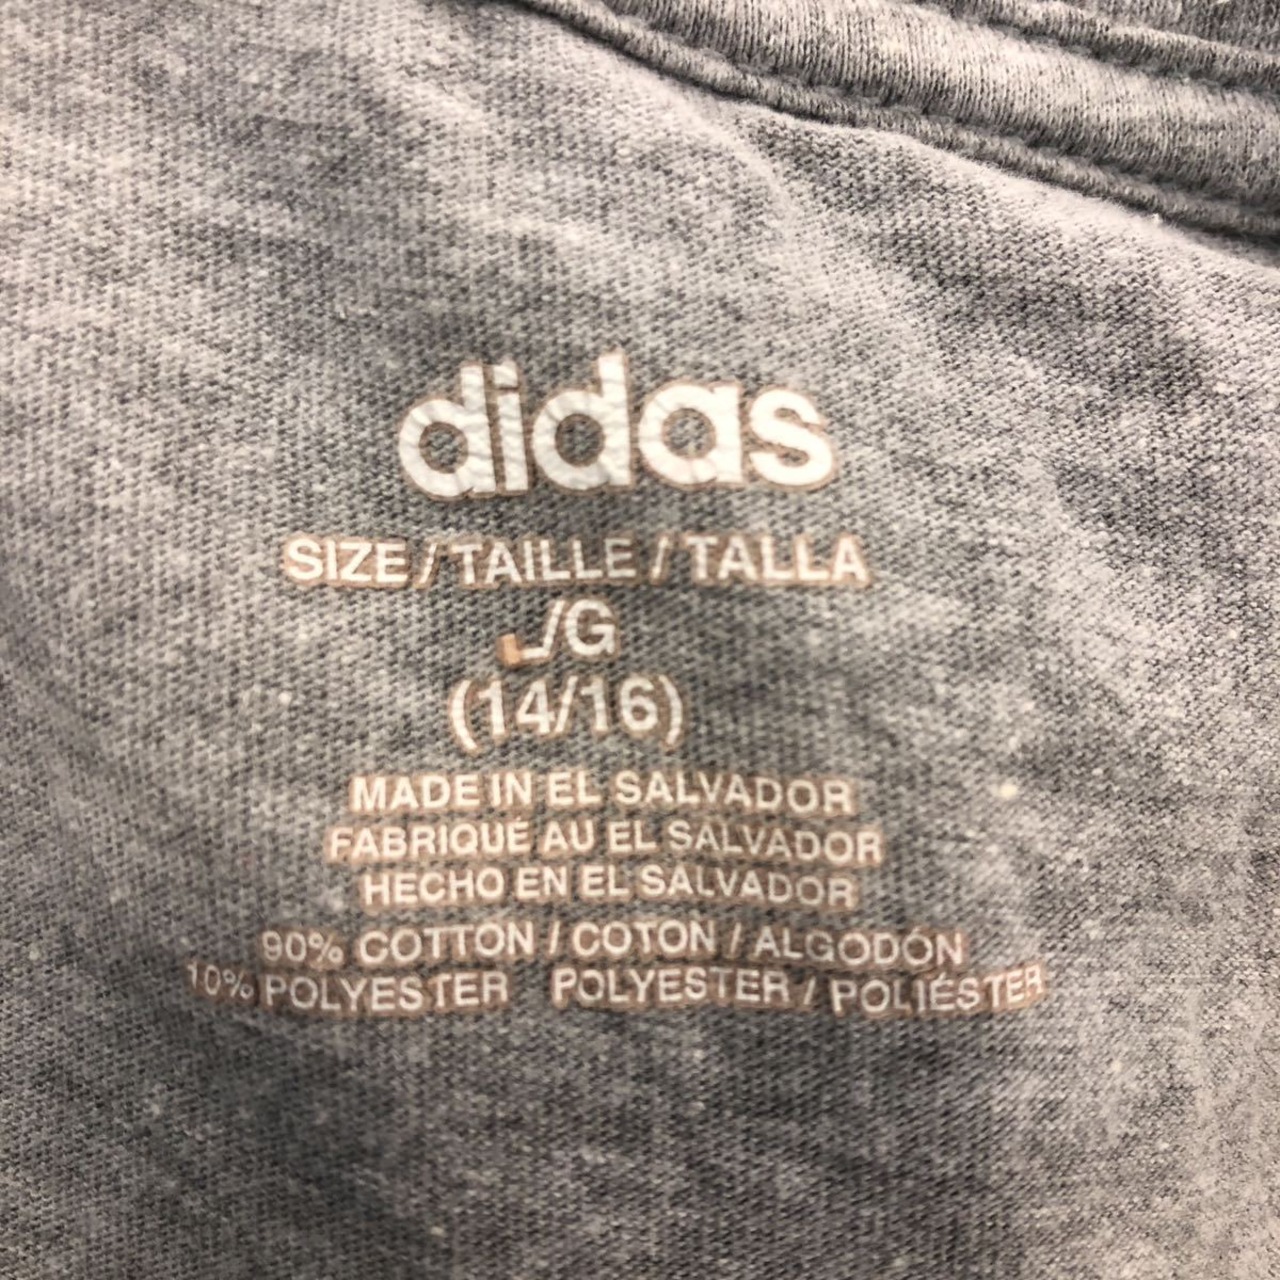 didas
SIZE / TAILLE / TALLA
L/G
(14/16)
MADE IN EL SALVADOR
FABRIQUÉ AU EL SALVADOR
HECHO EN EL SALVADOR
90% COTTON / COTON / ALGODÓN
10% POLYESTER POLYESTER / POLIÉSTER